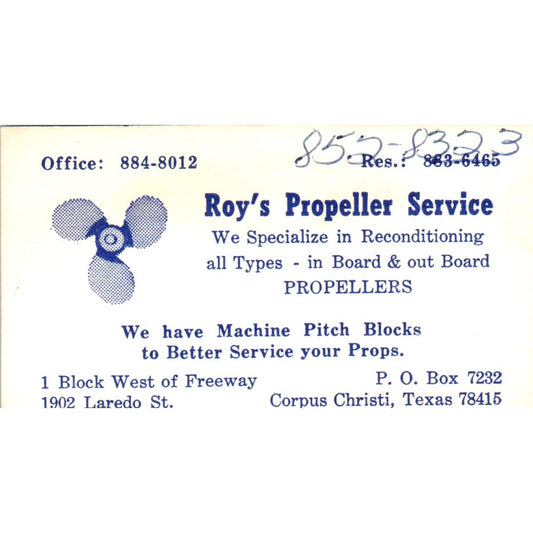 852-8323
Office: 884-8012 Res.: 883-6465
Roy's Propeller Service
We Specialize in Reconditioning
all Types - in Board & out Board
PROPELLERS
We have Machine Pitch Blocks
to Better Service your Props.
1 Block West of Freeway P. O. Box 7232
1902 Laredo St. Corpus Christi, Texas 78415